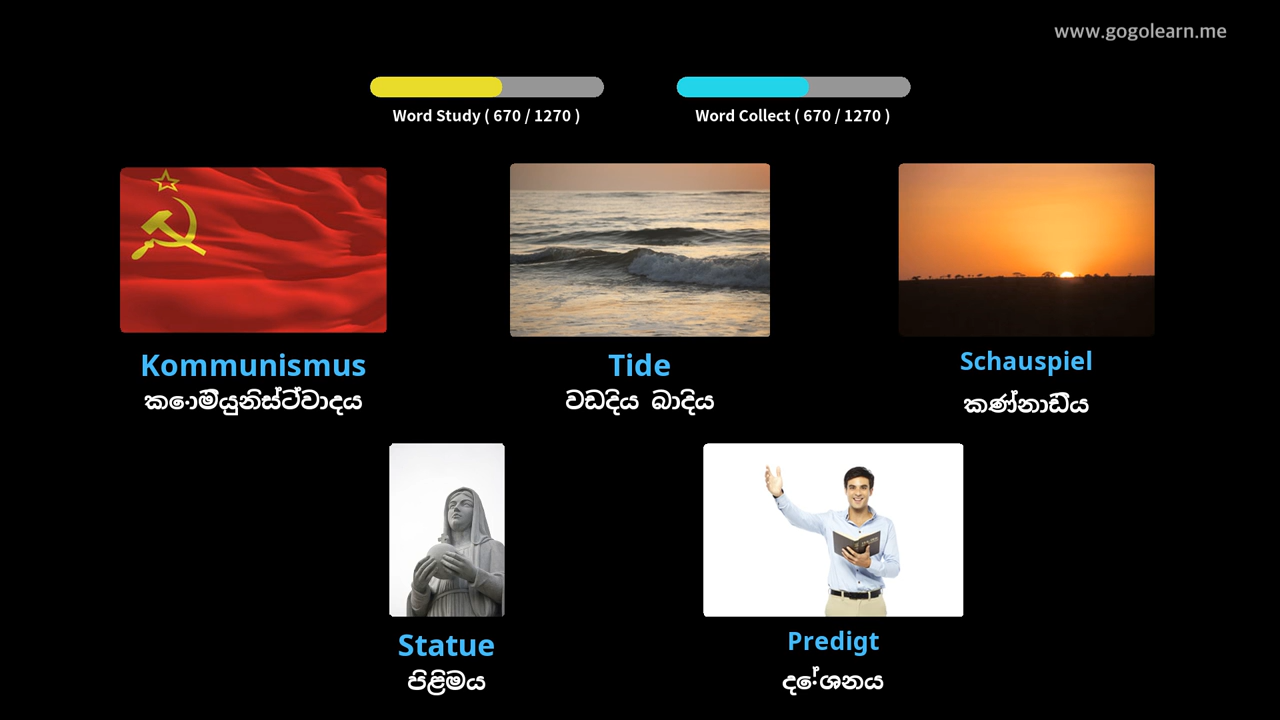 www.gogolearn.me
Word Study ( 670 / 1270 )
Word Collect ( 670 / 1270 )
Kommunismus
කොමියුනිස්ට්වාදය
Tide
වඩදිය බාදිය
Schauspiel
කණ්නාඩිය
Statue
පිළිමය
Predigt
දේශනය